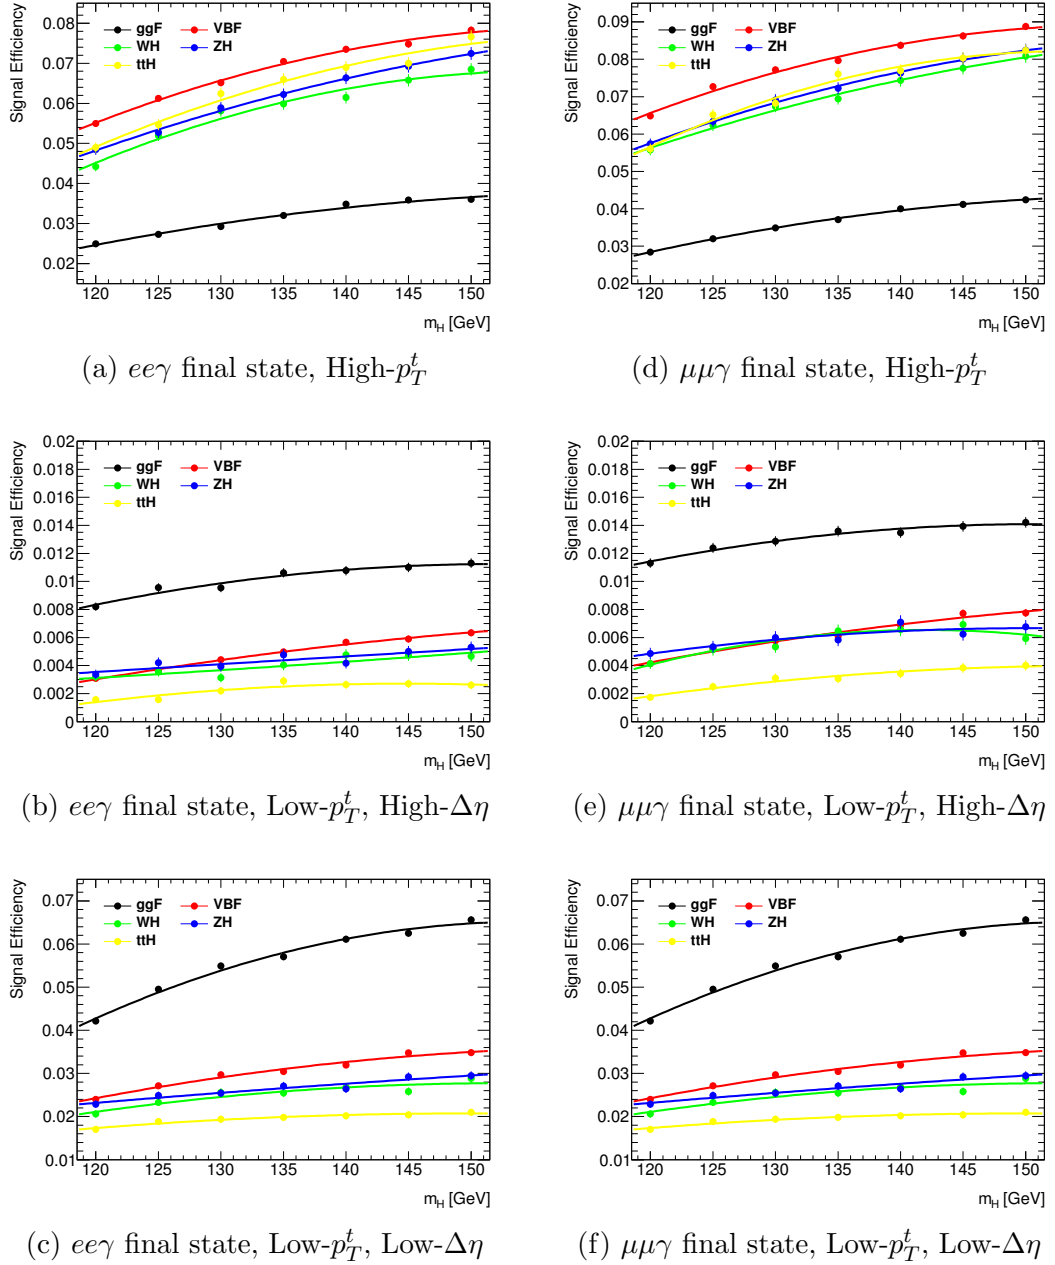 Signal Efficiency
0.08
0.07
0.06
0.05
0.04
0.03
0.02
ggF
VBF
WH
ZH
ttH
120 125 130 135 140 145 150
m_H [GeV]
(a) eeγ final state, High-p_T^t
Signal Efficiency
0.09
0.08
0.07
0.06
0.05
0.04
0.03
0.02
ggF
VBF
WH
ZH
ttH
120 125 130 135 140 145 150
m_H [GeV]
(d) μμγ final state, High-p_T^t
Signal Efficiency
0.02
0.018
0.016
0.014
0.012
0.01
0.008
0.006
0.004
0.002
0
ggF
VBF
WH
ZH
ttH
120 125 130 135 140 145 150
m_H [GeV]
(b) eeγ final state, Low-p_T^t, High-Δη
Signal Efficiency
0.02
0.018
0.016
0.014
0.012
0.01
0.008
0.006
0.004
0.002
0
ggF
VBF
WH
ZH
ttH
120 125 130 135 140 145 150
m_H [GeV]
(e) μμγ final state, Low-p_T^t, High-Δη
Signal Efficiency
0.07
0.06
0.05
0.04
0.03
0.02
0.01
ggF
VBF
WH
ZH
ttH
120 125 130 135 140 145 150
m_H [GeV]
(c) eeγ final state, Low-p_T^t, Low-Δη
Signal Efficiency
0.07
0.06
0.05
0.04
0.03
0.02
0.01
ggF
VBF
WH
ZH
ttH
120 125 130 135 140 145 150
m_H [GeV]
(f) μμγ final state, Low-p_T^t, Low-Δη